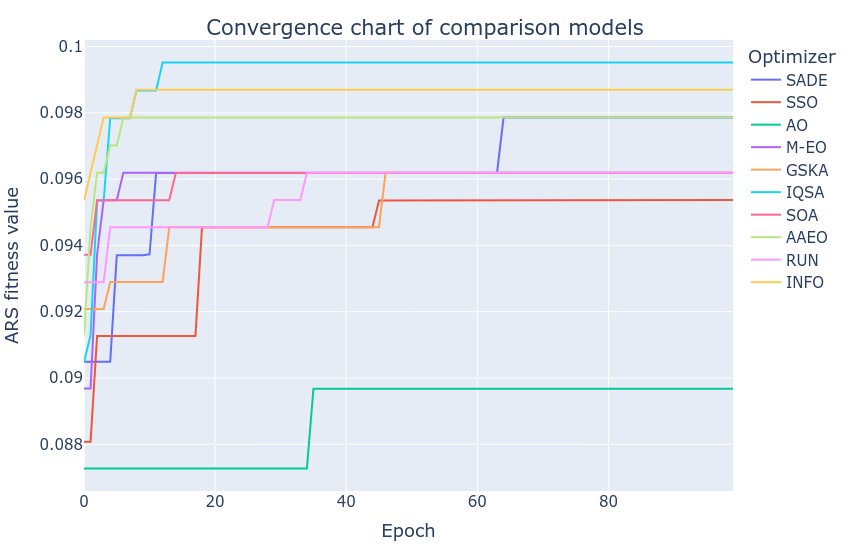 Convergence chart of comparison models
ARS fitness value
0.1
0.098
0.096
0.094
0.092
0.09
0.088
0
20
40
60
80
Epoch
Optimizer
SADE
SSO
AO
M-EO
GSKA
IQSA
SOA
AAEO
RUN
INFO